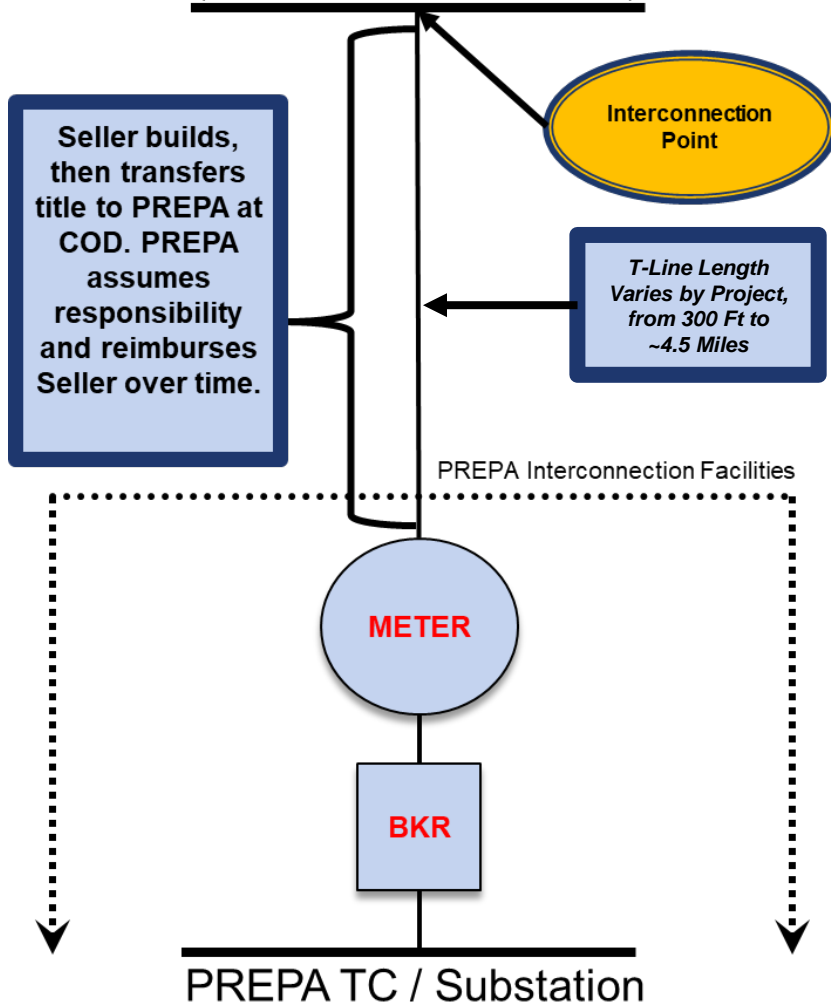 Interconnection
Point
Seller builds,
then transfers
title to PREPA at
COD. PREPA
assumes
responsibility
and reimburses
Seller over time.
T-Line Length
Varies by Project,
from 300 Ft to
~4.5 Miles
PREPA Interconnection Facilities
METER
BKR
PREPA TC / Substation